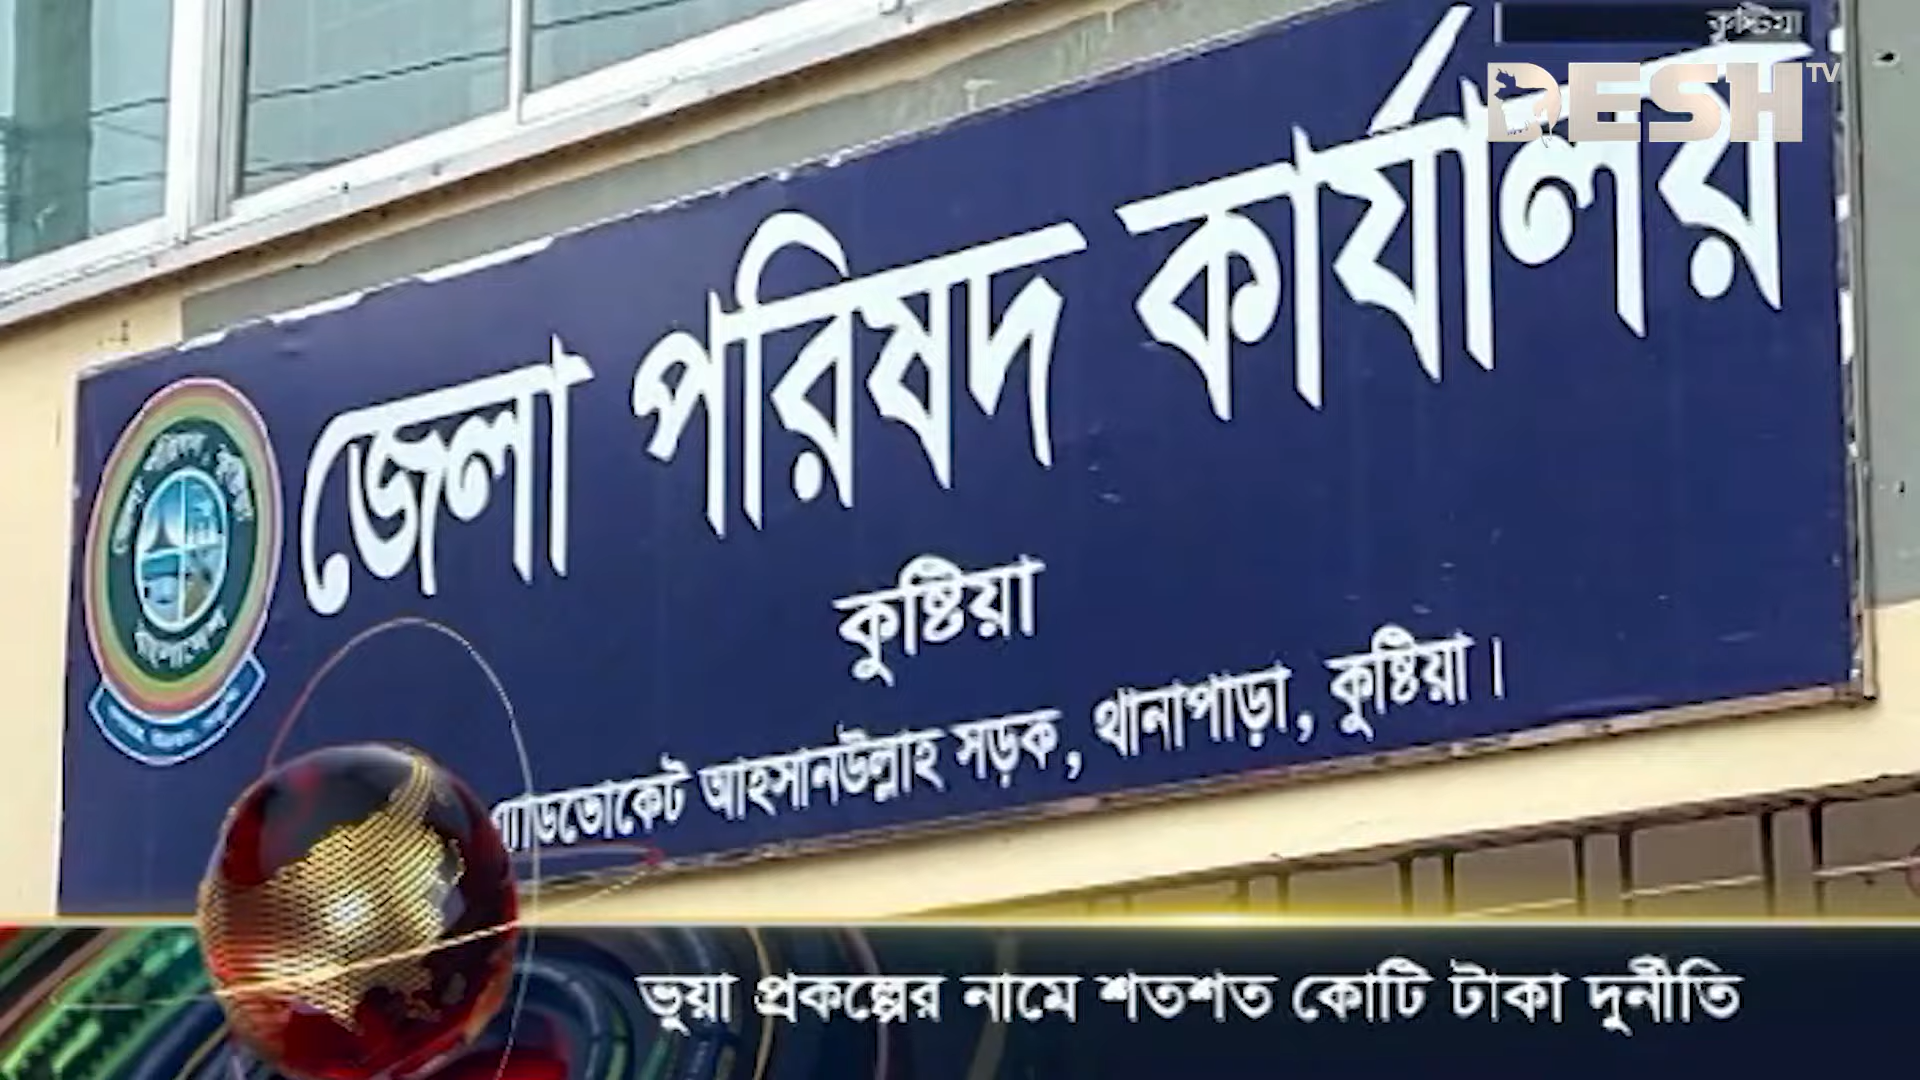 কুষ্টিয়া
DESH TV
জেলা পরিষদ কার্যালয়
কুষ্টিয়া
এ্যাডভোকেট আহসানউল্লাহ সড়ক, থানাপাড়া, কুষ্টিয়া।
ভুয়া প্রকল্পের নামে শতশত কোটি টাকা দুর্নীতি